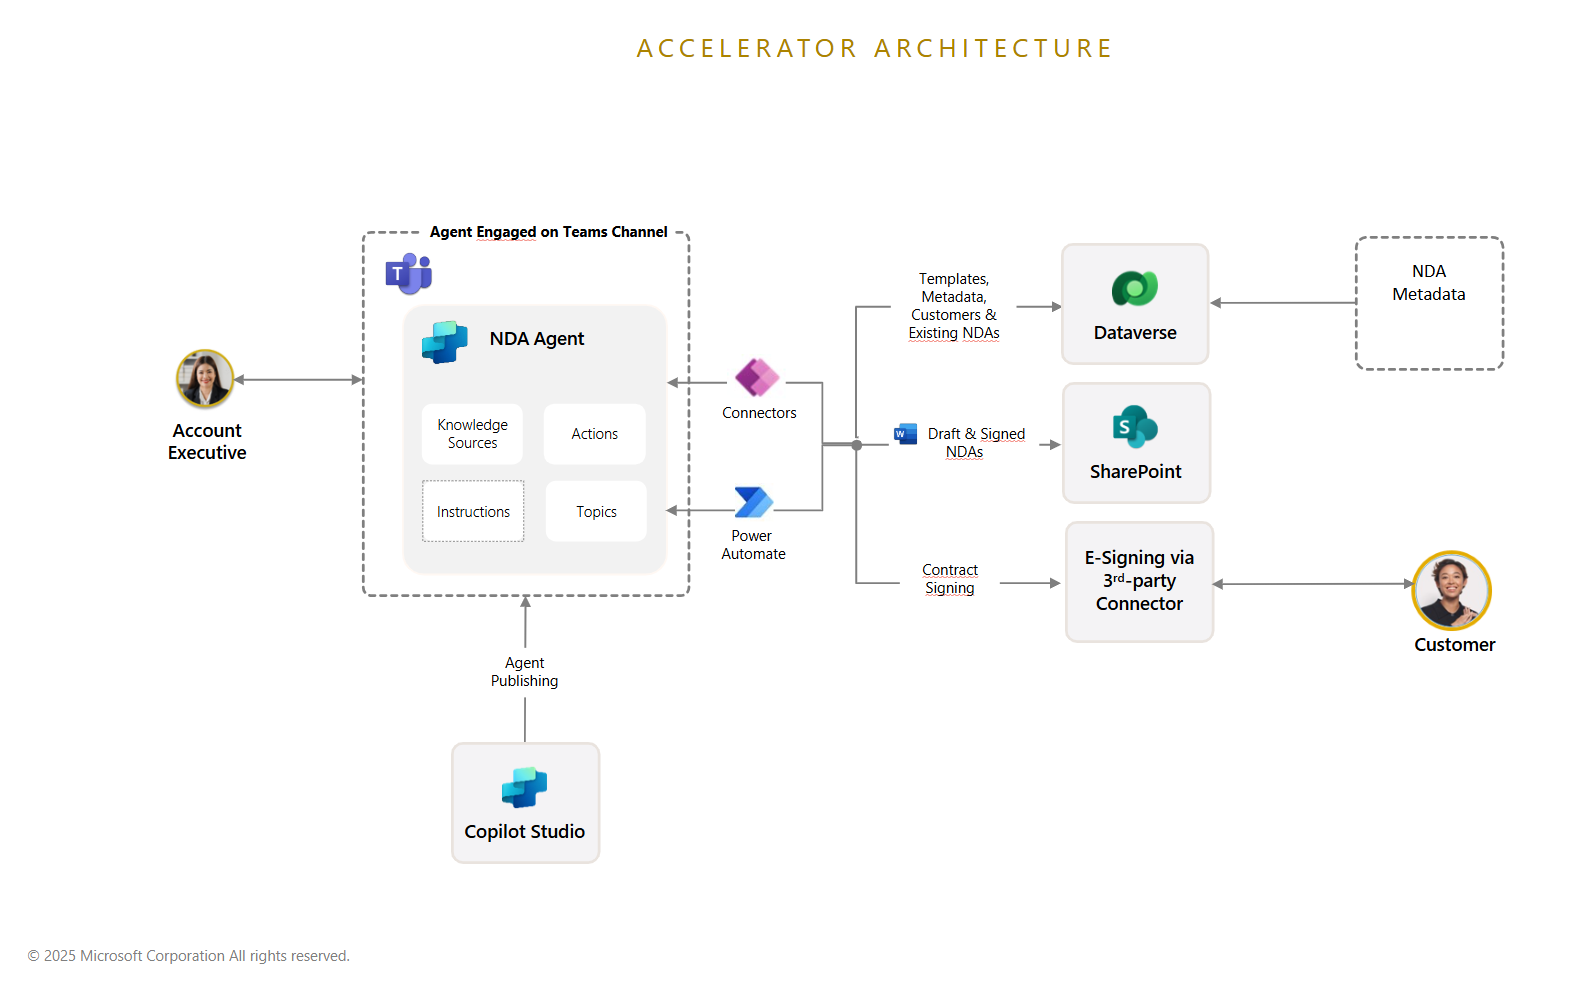 ACCELERATOR ARCHITECTURE
Agent Engaged on Teams Channel
T
NDA Agent
Knowledge
Sources
Actions
Instructions
Topics
Account
Executive
Connectors
Power
Automate
Templates,
Metadata,
Customers &
Existing NDAs
Dataverse
NDA
Metadata
W
Draft & Signed
NDAs
S
SharePoint
Contract
Signing
E-Signing via
3rd-party
Connector
Customer
Agent
Publishing
Copilot Studio
© 2025 Microsoft Corporation All rights reserved.